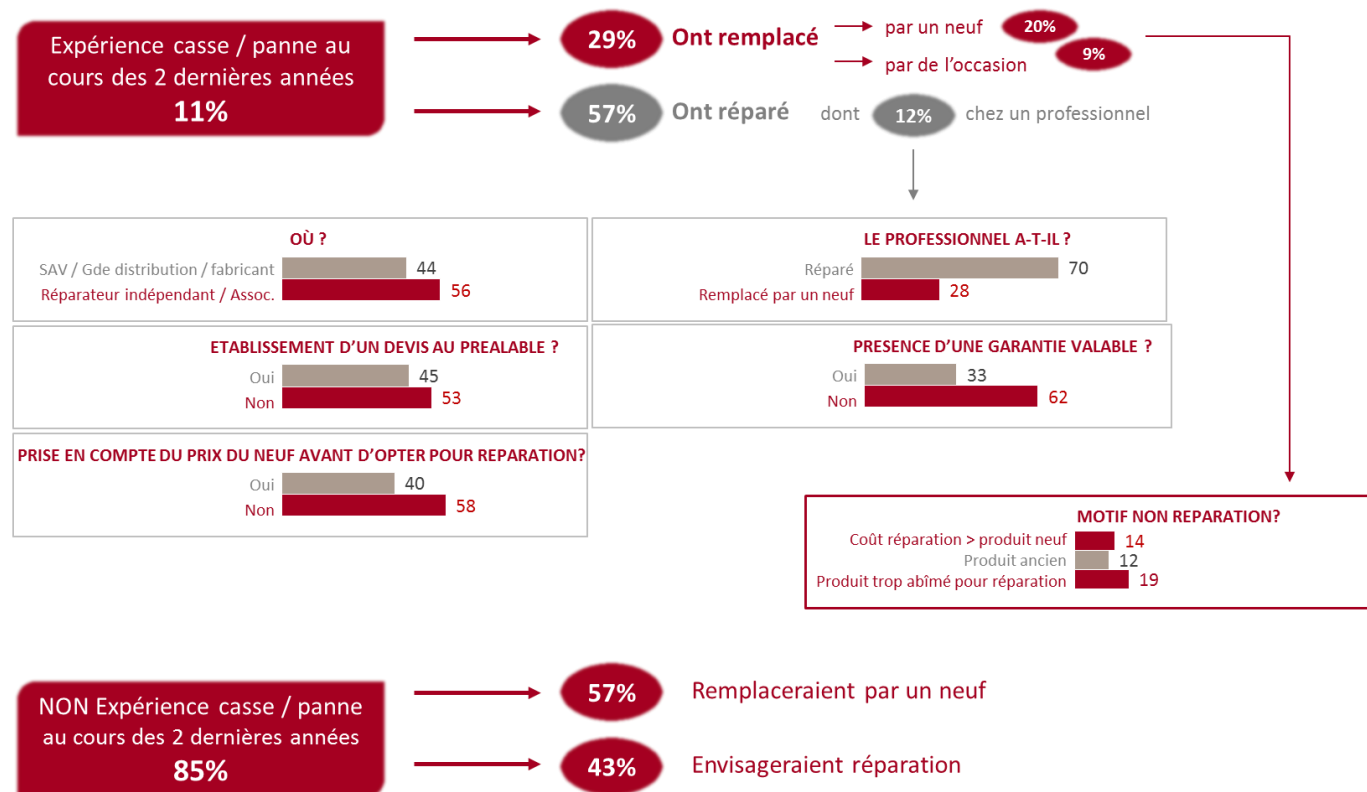 Expérience casse / panne au
cours des 2 dernières années
11%
29% Ont remplacé
par un neuf 20%
par de l'occasion 9%
57% Ont réparé dont 12% chez un professionnel
OÙ ?
SAV / Gde distribution / fabricant 44
Réparateur indépendant / Assoc. 56
LE PROFESSIONNEL A-T-IL ?
Réparé 70
Remplacé par un neuf 28
ETABLISSEMENT D'UN DEVIS AU PREALABLE ?
Oui 45
Non 53
PRESENCE D'UNE GARANTIE VALABLE ?
Oui 33
Non 62
PRISE EN COMPTE DU PRIX DU NEUF AVANT D'OPTER POUR REPARATION?
Oui 40
Non 58
MOTIF NON REPARATION?
Coût réparation > produit neuf 14
Produit ancien 12
Produit trop abîmé pour réparation 19
NON Expérience casse / panne
au cours des 2 dernières années
85%
57% Remplaceraient par un neuf
43% Envisageraient réparation